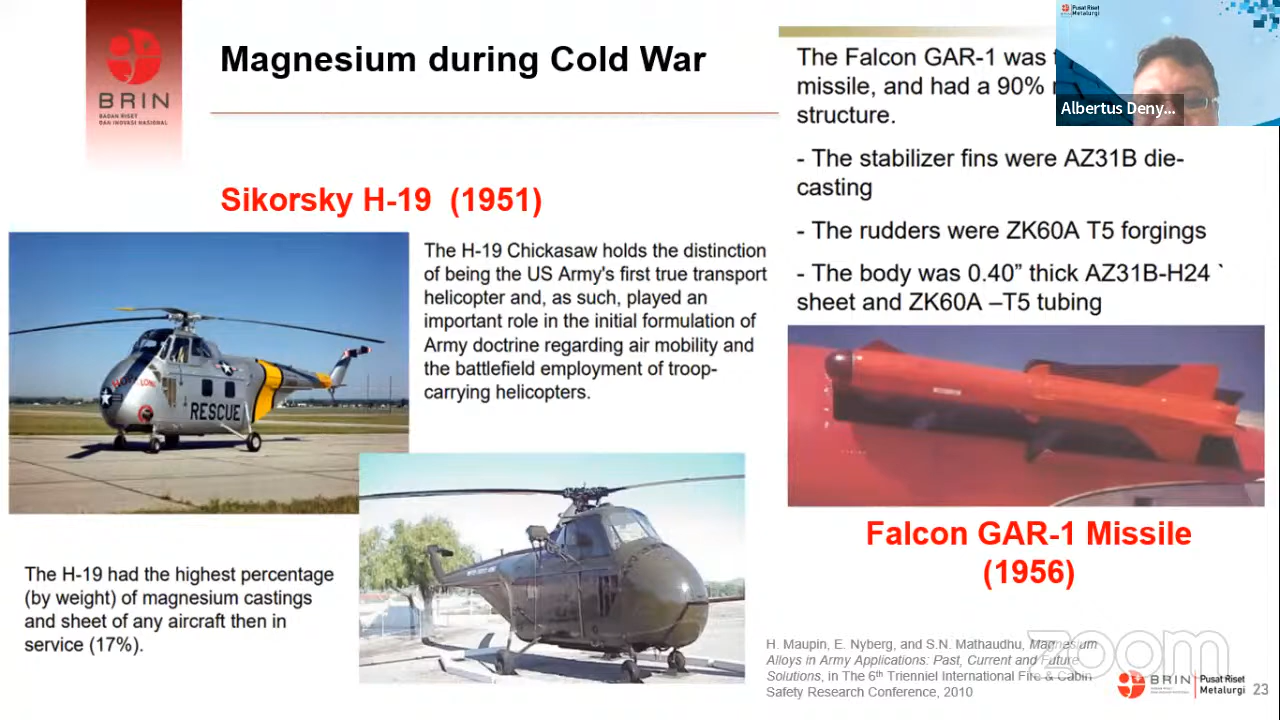 BRIN
BADAN RISET
DAN INOVASI NASIONAL
Magnesium during Cold War
Sikorsky H-19 (1951)
The H-19 Chickasaw holds the distinction
of being the US Army's first true transport
helicopter and, as such, played an
important role in the initial formulation of
Army doctrine regarding air mobility and
the battlefield employment of troop-
carrying helicopters.
RESCUE
The H-19 had the highest percentage
(by weight) of magnesium castings
and sheet of any aircraft then in
service (17%).
The Falcon GAR-1 was
missile, and had a 90%
structure.
- The stabilizer fins were AZ31B die-
casting
- The rudders were ZK60A T5 forgings
- The body was 0.40” thick AZ31B-H24 `
sheet and ZK60A –T5 tubing
Falcon GAR-1 Missile
(1956)
H. Maupin, E. Nyberg, and S.N. Mathaudhu, Magnesium
Alloys in Army Applications: Past, Current and Future
Solutions, in The 6th Trienniel International Fire & Cabin
Safety Research Conference, 2010
zoom
BRIN
Pusat Riset
Metalurgi
23
Pusat Riset
Metalurgi
Albertus Deny...